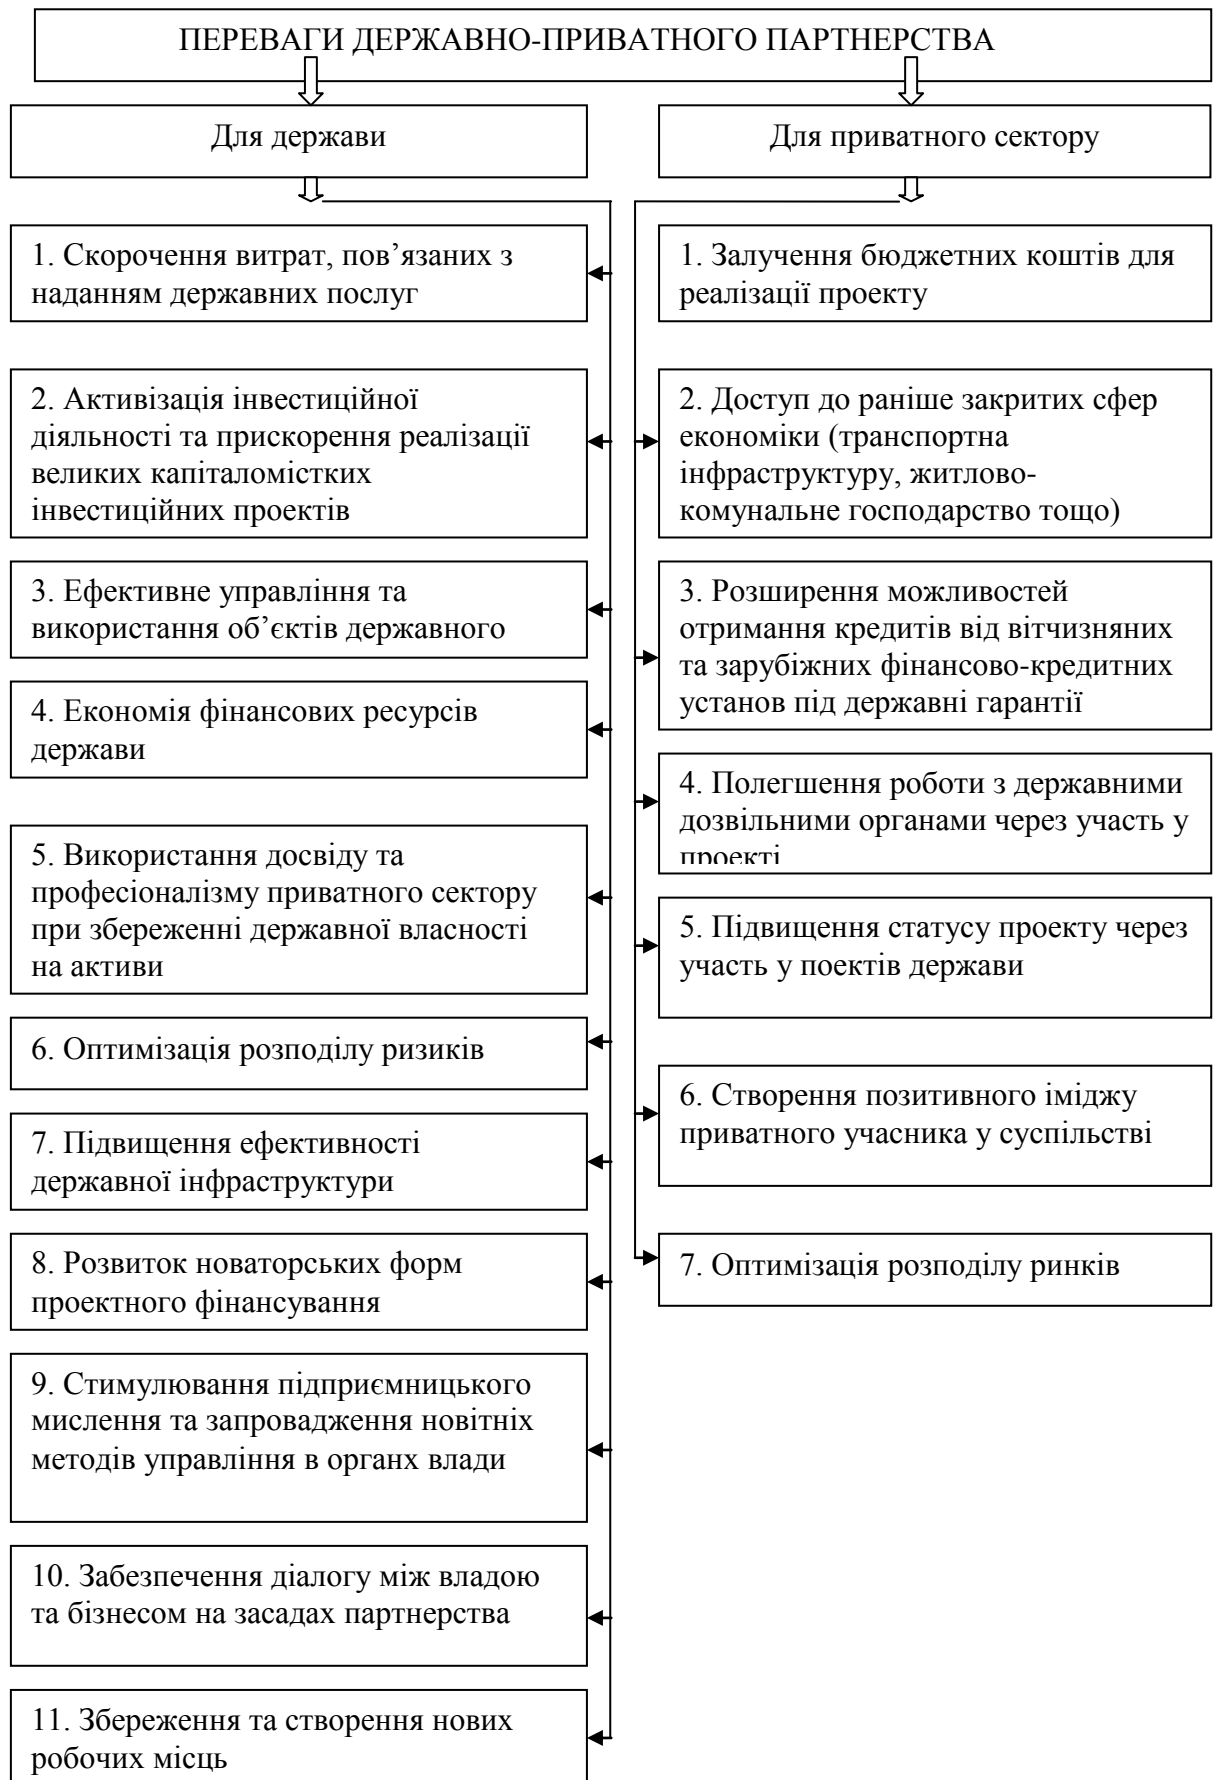 ПЕРЕВАГИ ДЕРЖАВНО-ПРИВАТНОГО ПАРТНЕРСТВА
Для держави
1. Скорочення витрат, пов’язаних з
наданням державних послуг
2. Активізація інвестиційної
діяльності та прискорення реалізації
великих капіталомістких
інвестиційних проектів
3. Ефективне управління та
використання об’єктів державного
4. Економія фінансових ресурсів
держави
5. Використання досвіду та
професіоналізму приватного сектору
при збереженні державної власності
на активи
6. Оптимізація розподілу ризиків
7. Підвищення ефективності
державної інфраструктури
8. Розвиток новаторських форм
проектного фінансування
9. Стимулювання підприємницького
мислення та запровадження новітніх
методів управління в органх влади
10. Забезпечення діалогу між владою
та бізнесом на засадах партнерства
11. Збереження та створення нових
робочих місць
Для приватного сектору
1. Залучення бюджетних коштів для
реалізації проекту
2. Доступ до раніше закритих сфер
економіки (транспортна
інфраструктуру, житлово-
комунальне господарство тощо)
3. Розширення можливостей
отримання кредитів від вітчизняних
та зарубіжних фінансово-кредитних
установ під державні гарантії
4. Полегшення роботи з державними
дозвільними органами через участь у
проекті
5. Підвищення статусу проекту через
участь у поектів держави
6. Створення позитивного іміджу
приватного учасника у суспільстві
7. Оптимізація розподілу ринків